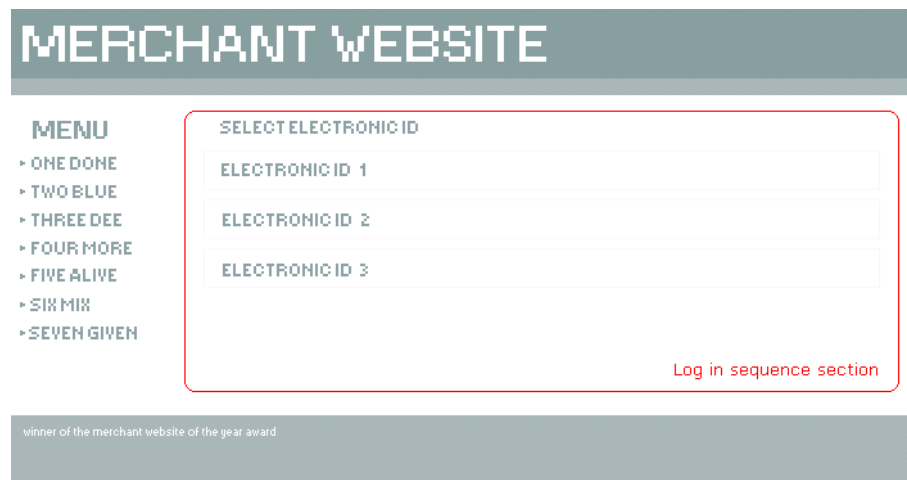 MERCHANT WEBSITE
MENU
ONE DONE
TWO BLUE
THREE DEE
FOUR MORE
FIVE ALIVE
SIX MIX
SEVEN GIVEN
SELECT ELECTRONIC ID
ELECTRONIC ID 1
ELECTRONIC ID 2
ELECTRONIC ID 3
Log in sequence section
winner of the merchant website of the year award